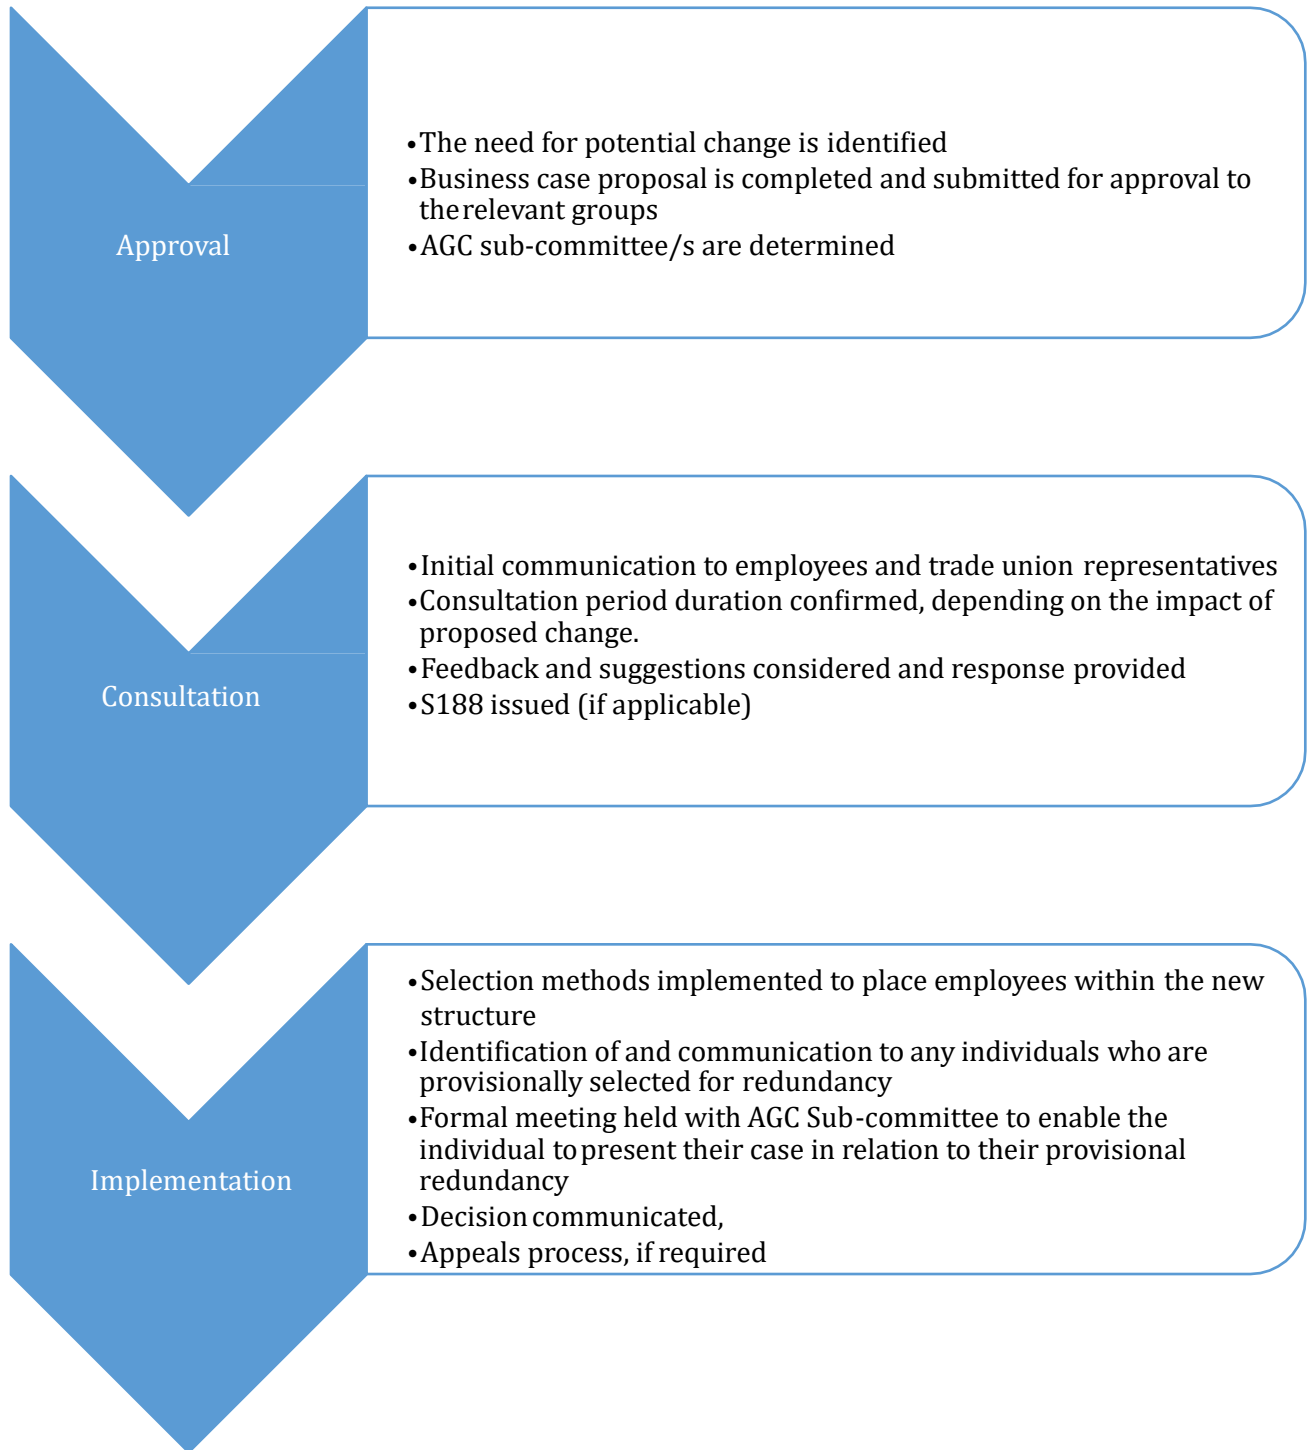 Approval
•The need for potential change is identified
•Business case proposal is completed and submitted for approval to
therelevant groups
•AGC sub-committee/s are determined
Consultation
•Initial communication to employees and trade union representatives
•Consultation period duration confirmed, depending on the impact of
proposed change.
•Feedback and suggestions considered and response provided
•S188 issued (if applicable)
Implementation
•Selection methods implemented to place employees within the new
structure
•Identification of and communication to any individuals who are
provisionally selected for redundancy
•Formal meeting held with AGC Sub-committee to enable the
individual to present their case in relation to their provisional
redundancy
•Decision communicated,
•Appeals process, if required